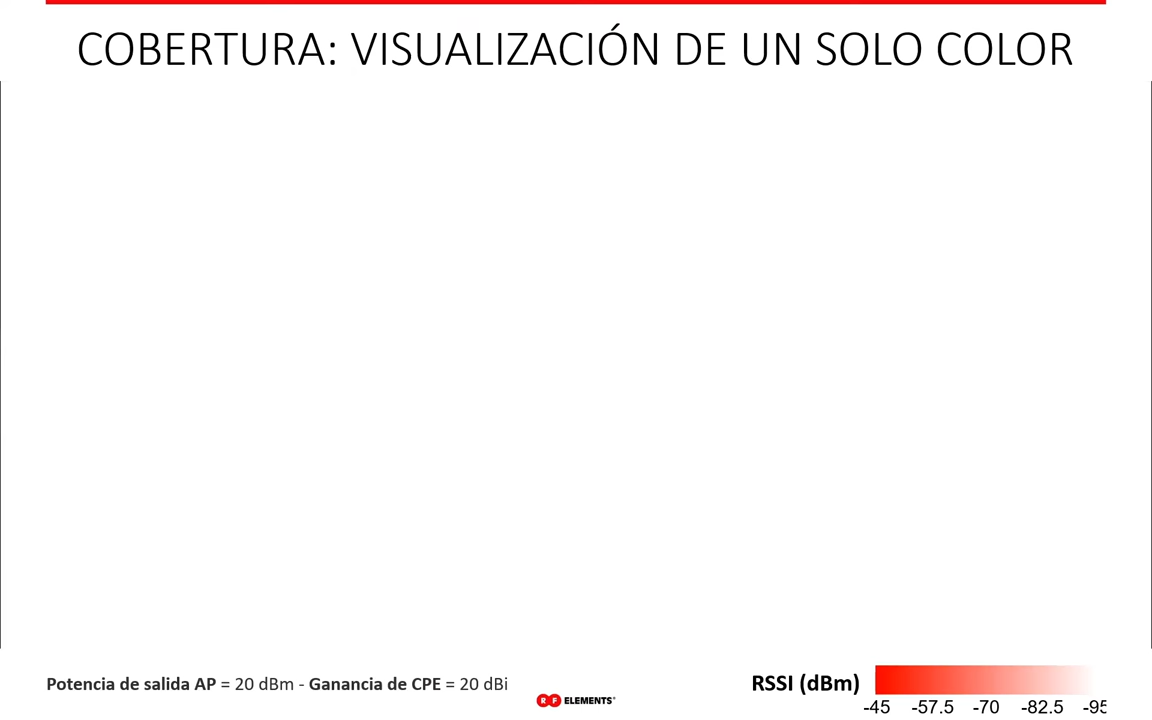 COBERTURA: VISUALIZACIÓN DE UN SOLO COLOR
Potencia de salida AP = 20 dBm - Ganancia de CPE = 20 dBi
RF ELEMENTS
RSSI (dBm)
-45 -57.5 -70 -82.5 -95